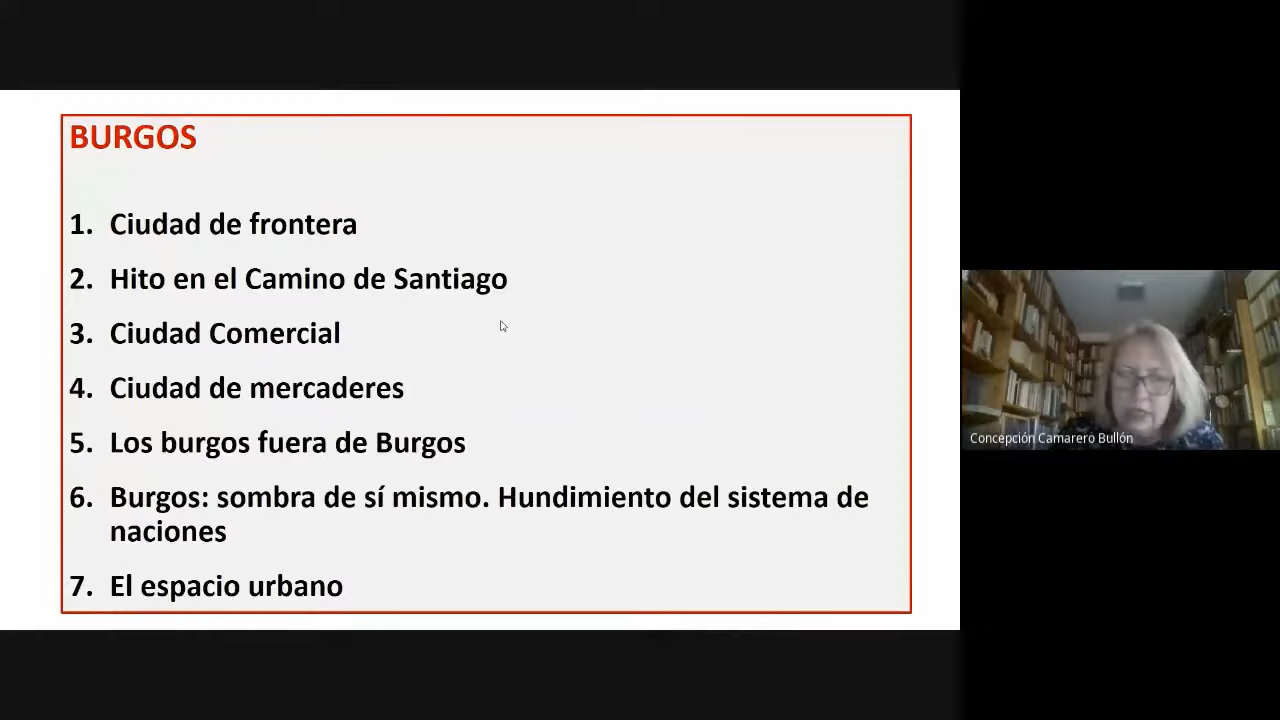 BURGOS
1. Ciudad de frontera
2. Hito en el Camino de Santiago
3. Ciudad Comercial
4. Ciudad de mercaderes
5. Los burgos fuera de Burgos
6. Burgos: sombra de sí mismo. Hundimiento del sistema de
naciones
7. El espacio urbano
Concepción Camarero Bullón